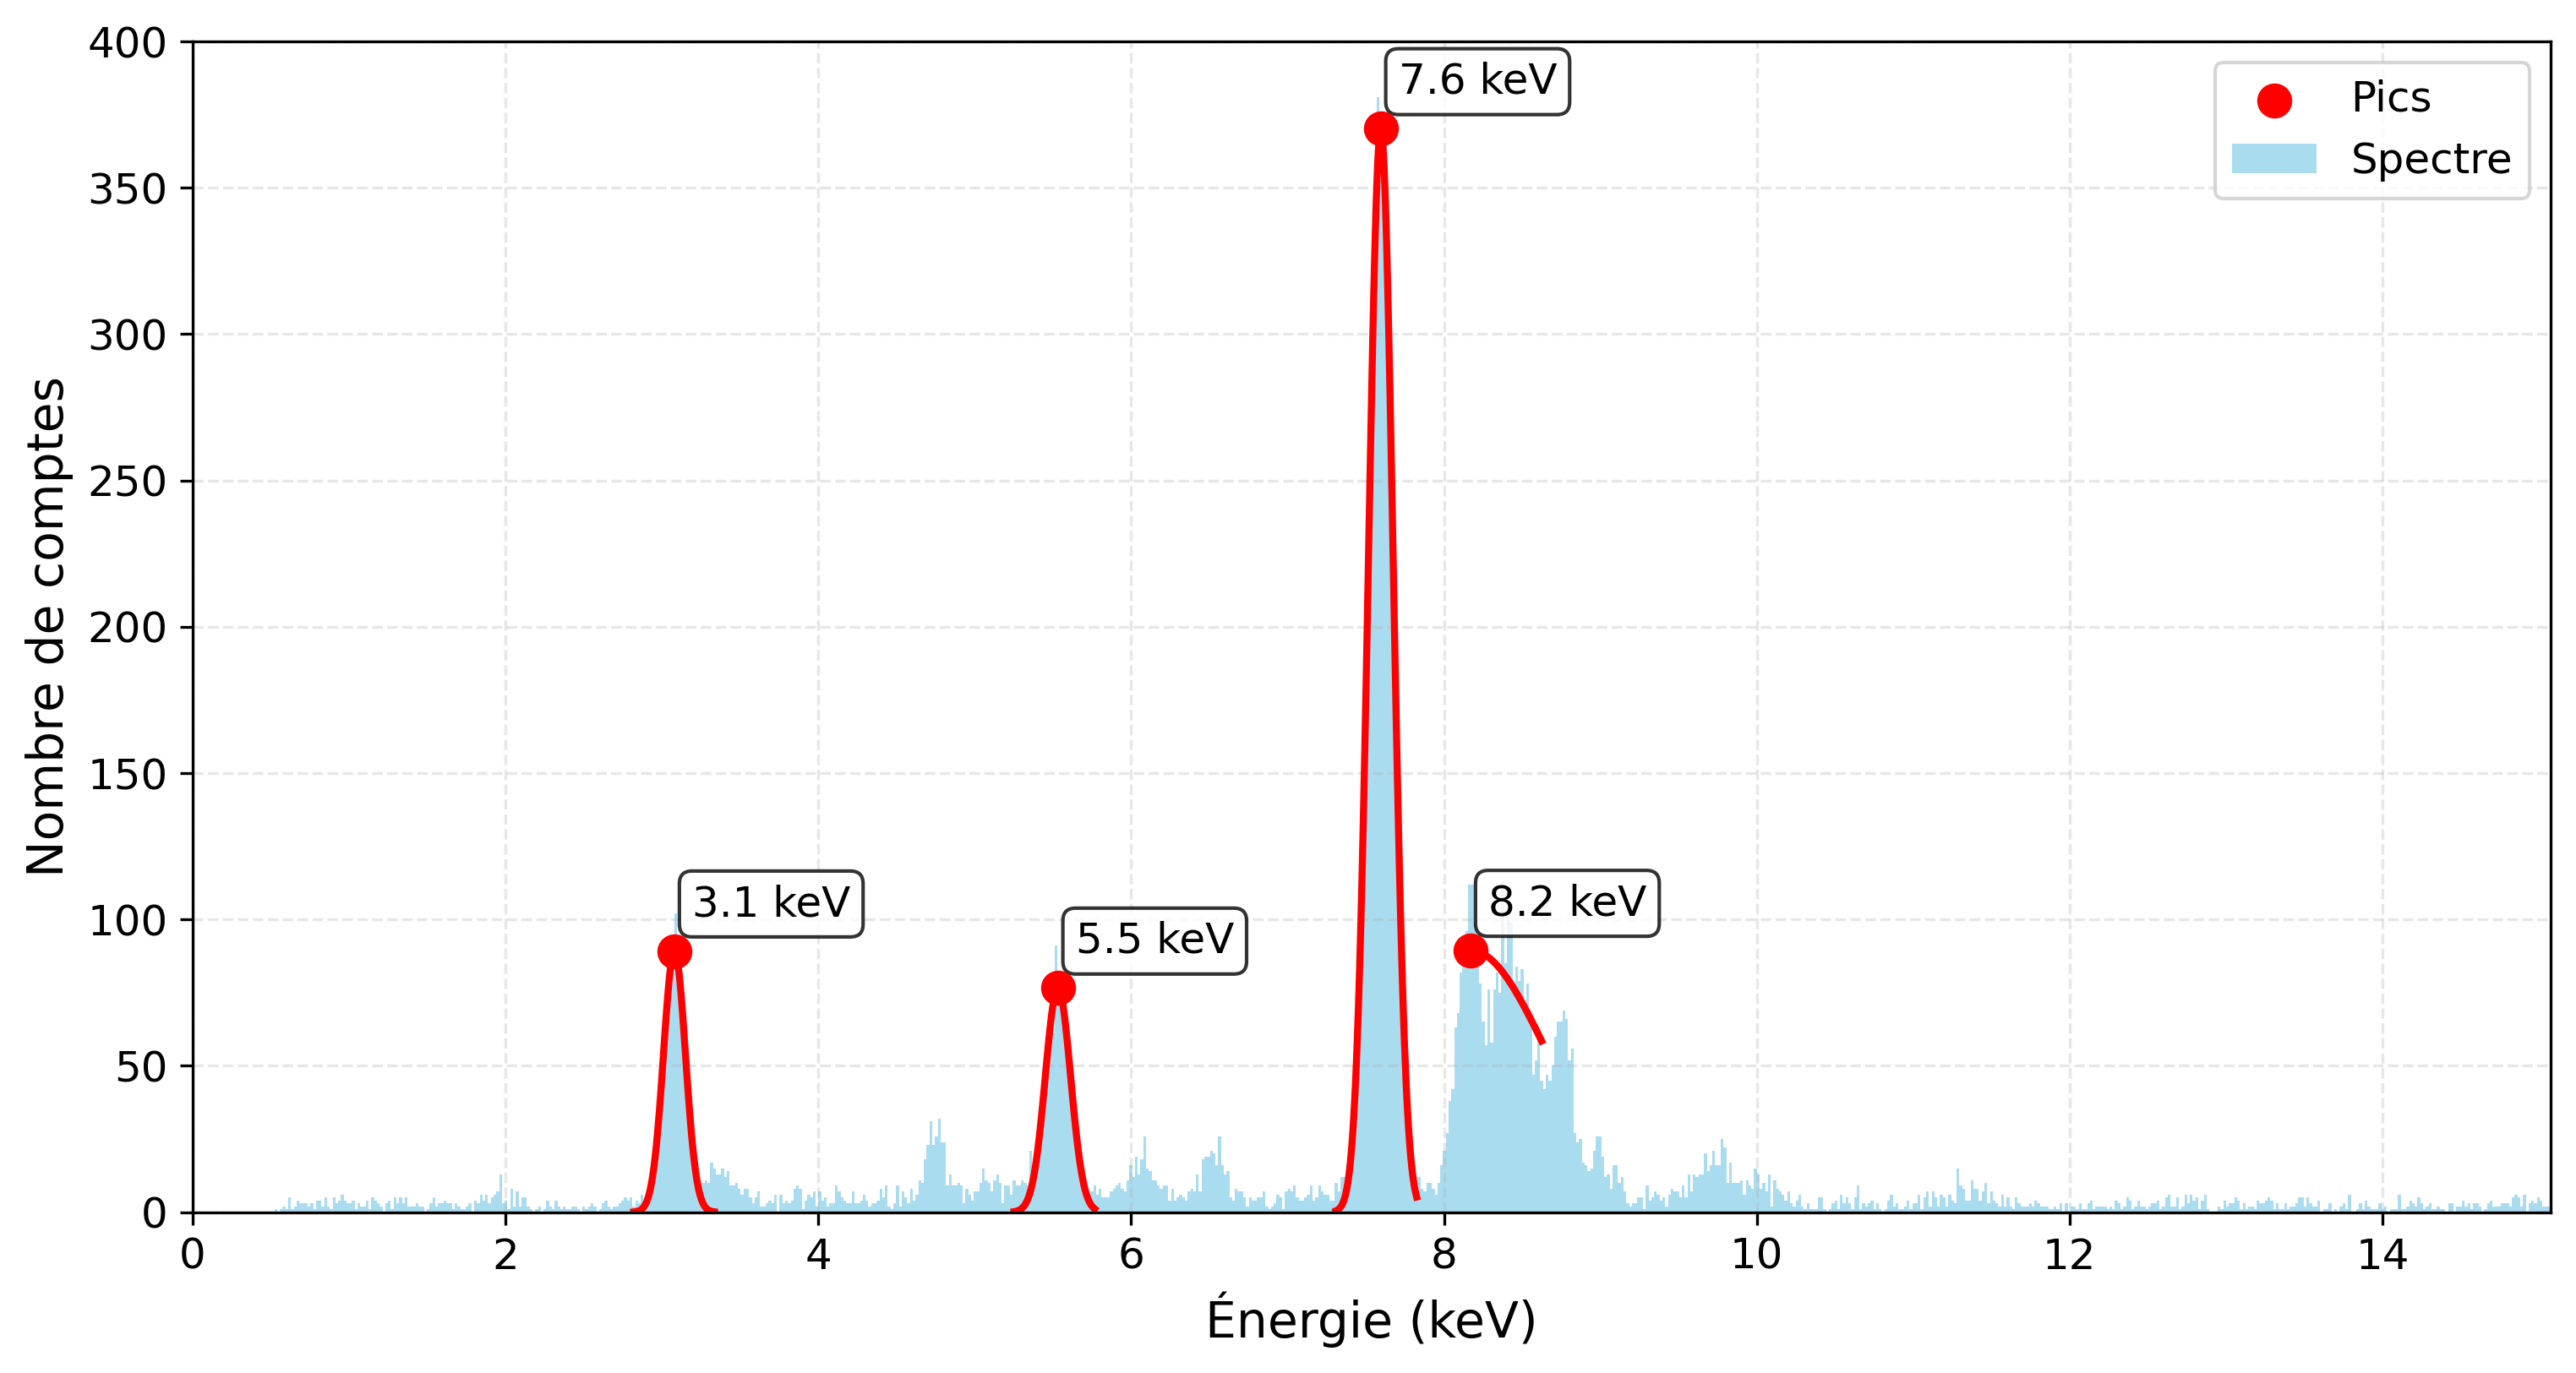 400
350
300
250
200
150
100
50
0
Nombre de comptes
7.6 keV
Pics
Spectre
3.1 keV
5.5 keV
8.2 keV
0 2 4 6 8 10 12 14
Énergie (keV)